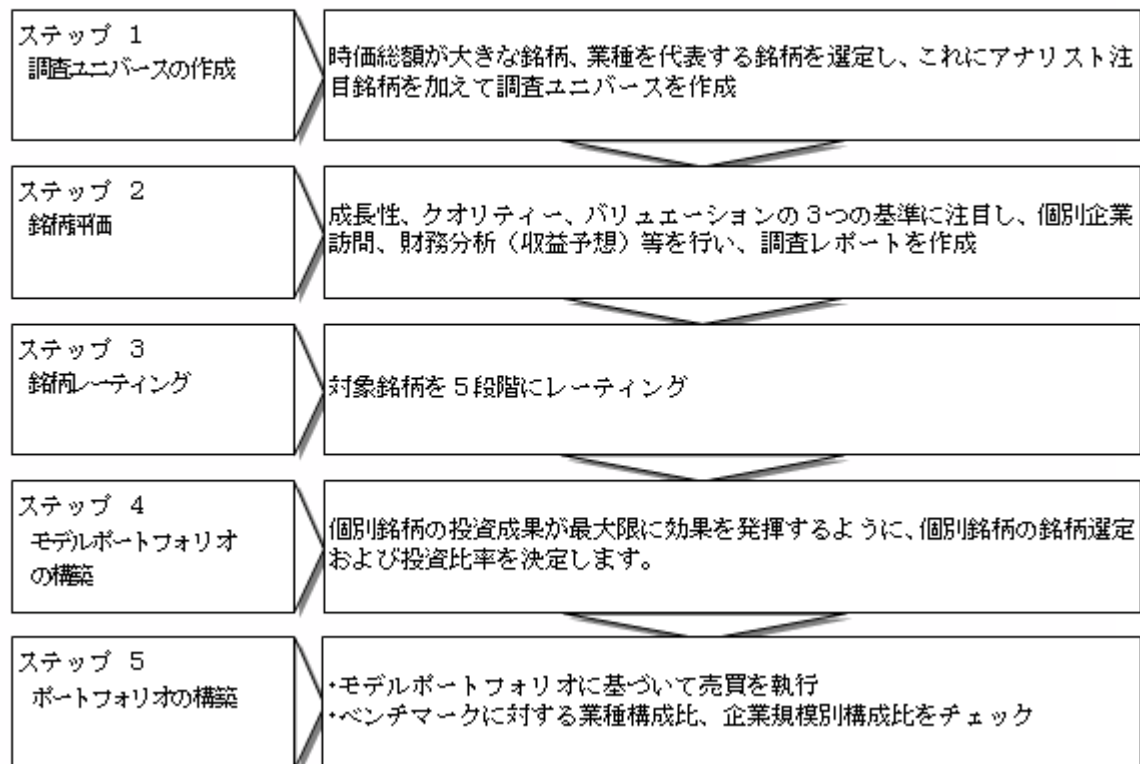 ステップ 1
調査ユニバースの作成
時価総額が大きな銘柄、業種を代表する銘柄を選定し、これにアナリスト注
目銘柄を加えて調査ユニバースを作成
ステップ 2
銘柄評価
成長性、クオリティー、バリュエーションの3つの基準に注目し、個別企業
訪問、財務分析（収益予想）等を行い、調査レポートを作成
ステップ 3
銘柄レーティング
対象銘柄を5段階にレーティング
ステップ 4
モデルポートフォリオ
の構築
個別銘柄の投資成果が最大限に効果を発揮するように、個別銘柄の銘柄選定
および投資比率を決定します。
ステップ 5
ポートフォリオの構築
・モデルポートフォリオに基づいて売買を執行
・ベンチマークに対する業種構成比、企業規模別構成比をチェック